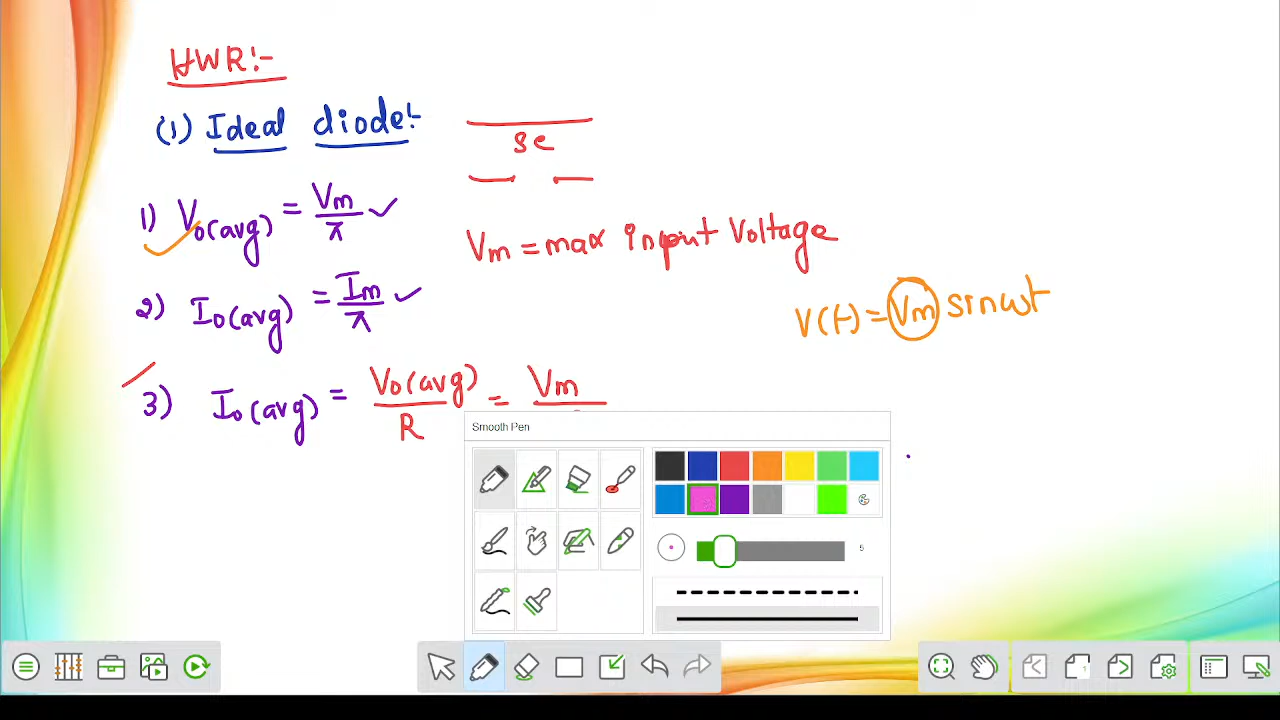 HWR:-
(1) Ideal diode:-
se
1) Vo(avg) = Vm/π ✓
Vm = max input Voltage
2) Io(avg) = Im/π ✓
V(t) = Vm sinωt
3) Io(avg) = Vo(avg)/R = Vm
Smooth Pen
5
1